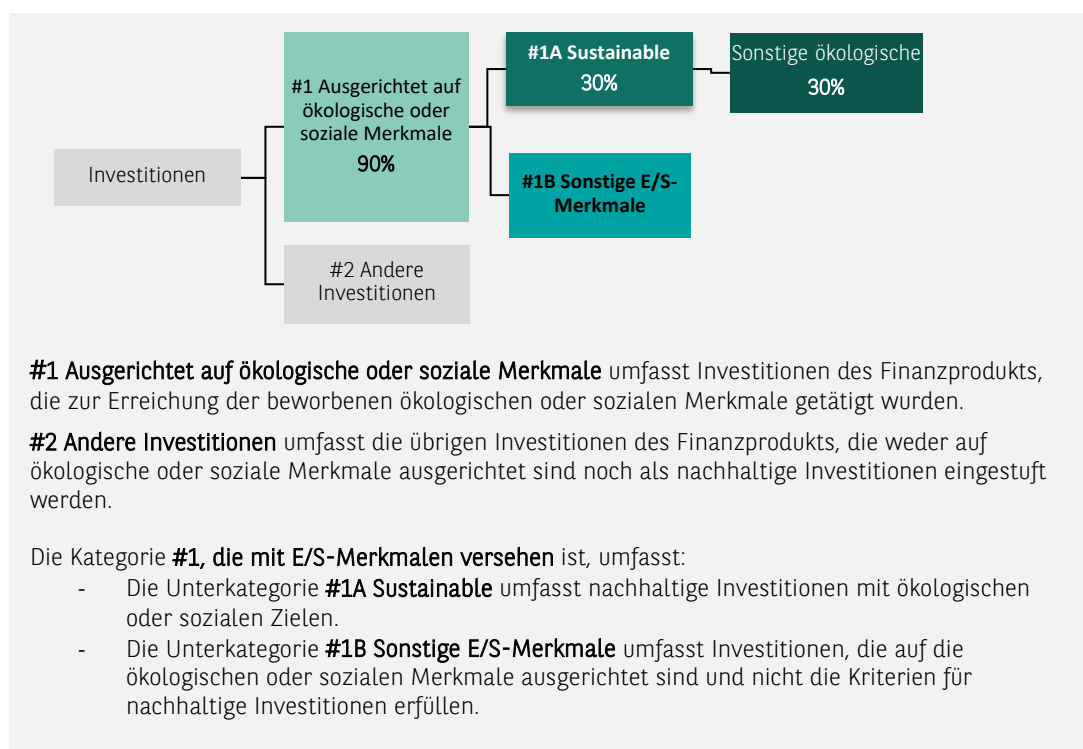 Investitionen
#1 Ausgerichtet auf
ökologische oder
soziale Merkmale
90%
#2 Andere
Investitionen
#1A Sustainable
30%
#1B Sonstige E/S-
Merkmale
Sonstige ökologische
30%
#1 Ausgerichtet auf ökologische oder soziale Merkmale umfasst Investitionen des Finanzprodukts,
die zur Erreichung der beworbenen ökologischen oder sozialen Merkmale getätigt wurden.
#2 Andere Investitionen umfasst die übrigen Investitionen des Finanzprodukts, die weder auf
ökologische oder soziale Merkmale ausgerichtet sind noch als nachhaltige Investitionen eingestuft
werden.
Die Kategorie #1, die mit E/S-Merkmalen versehen ist, umfasst:
- Die Unterkategorie #1A Sustainable umfasst nachhaltige Investitionen mit ökologischen
oder sozialen Zielen.
- Die Unterkategorie #1B Sonstige E/S-Merkmale umfasst Investitionen, die auf die
ökologischen oder sozialen Merkmale ausgerichtet sind und nicht die Kriterien für
nachhaltige Investitionen erfüllen.